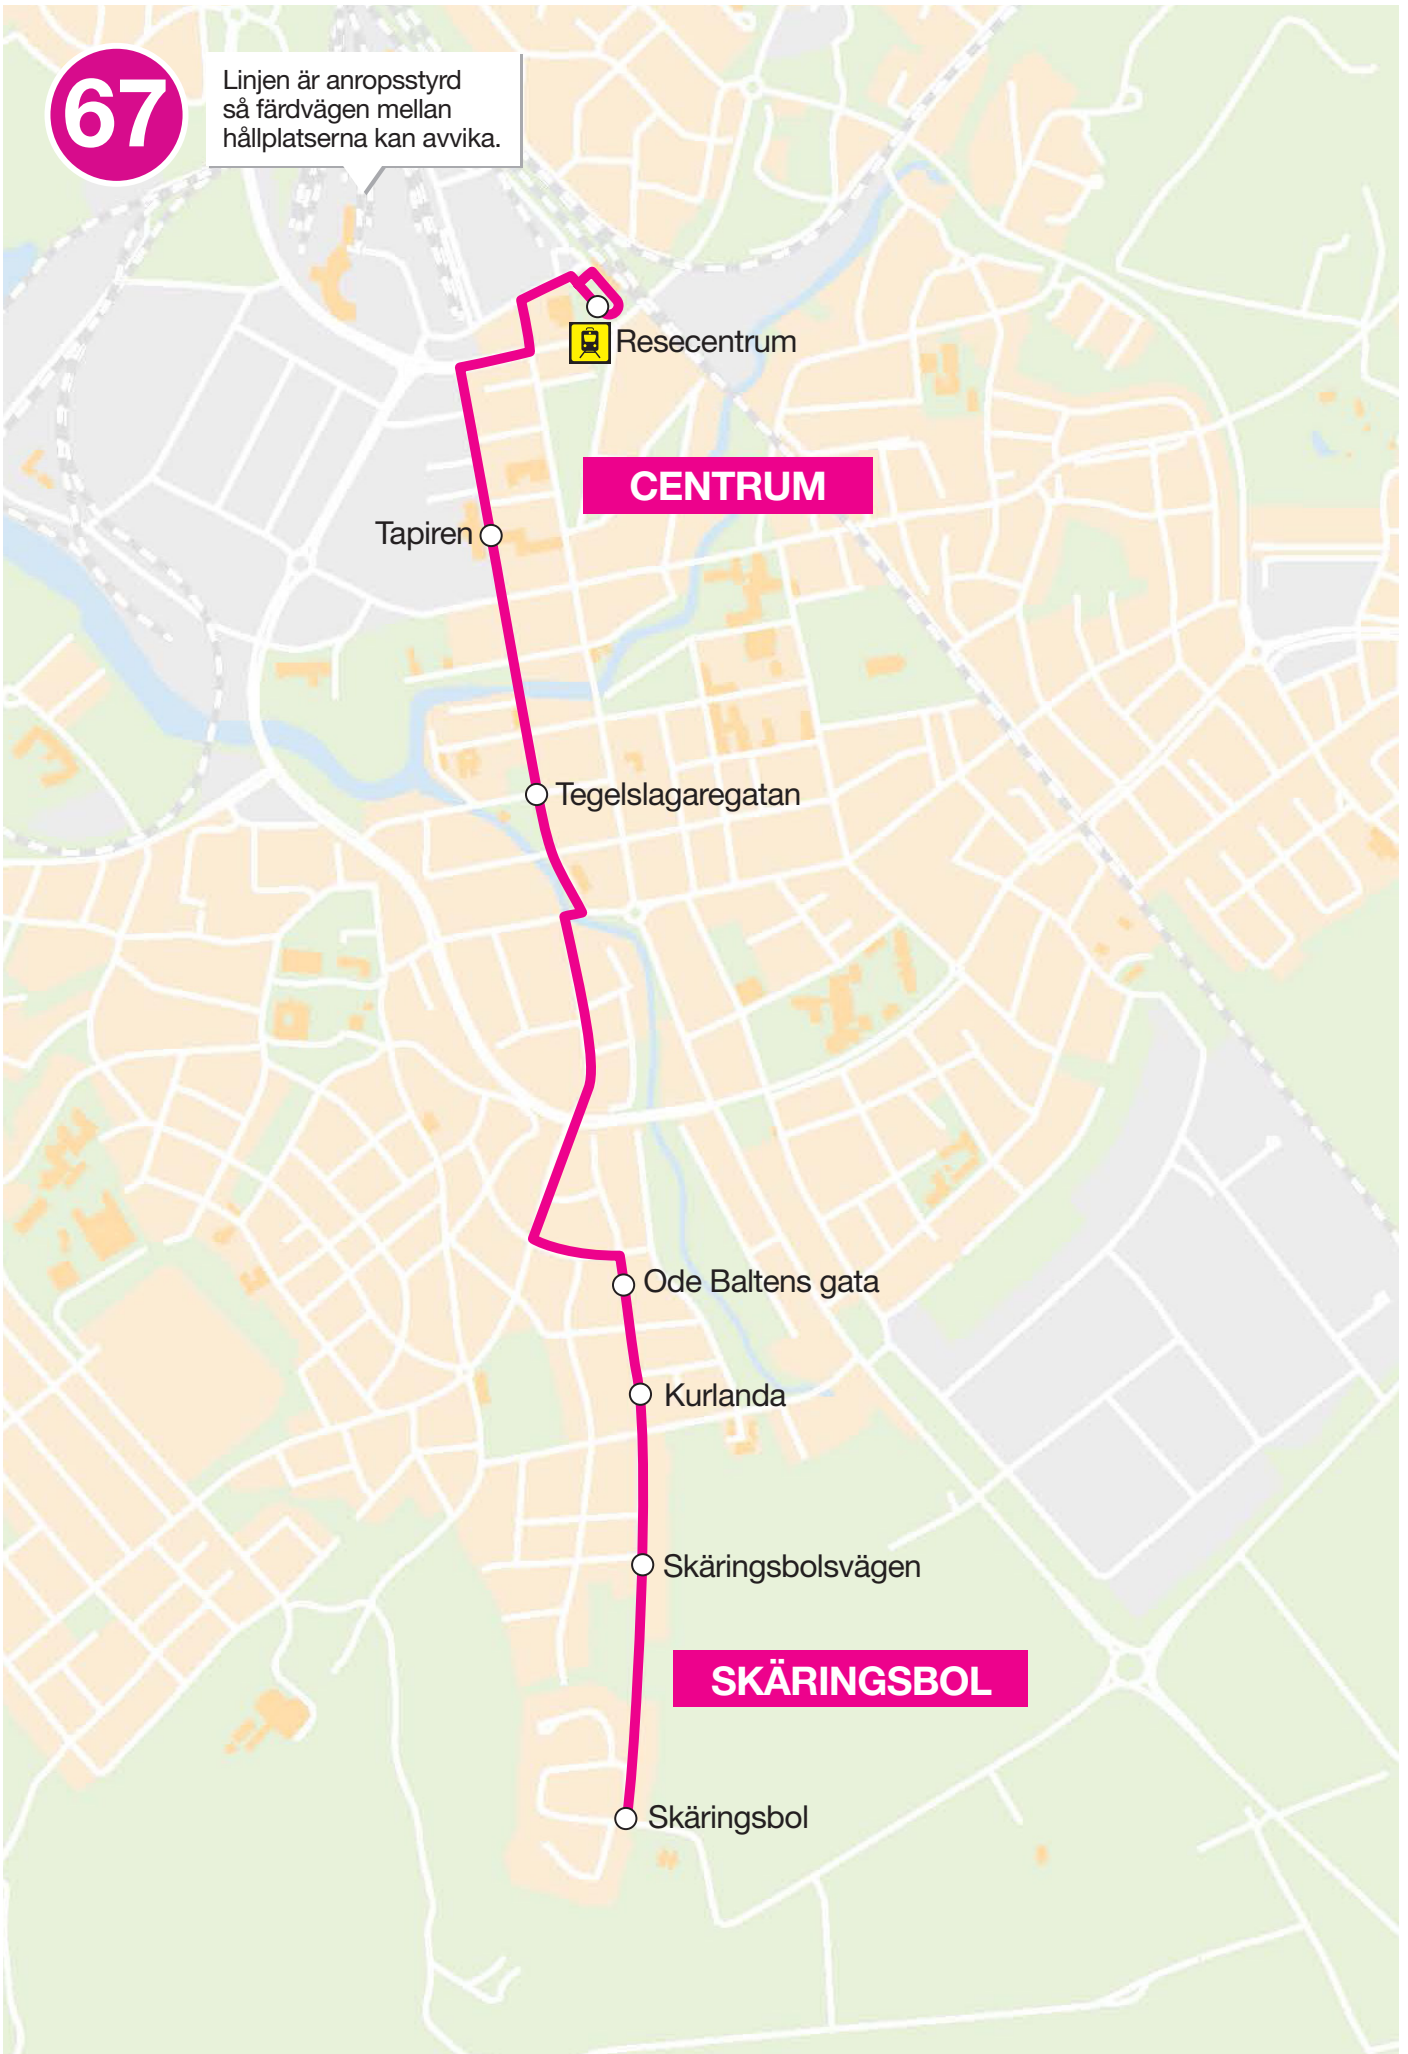 67
Linjen är anropsstyrd
så färdvägen mellan
hållplatserna kan avvika.
Resecentrum
CENTRUM
Tapiren
Tegelslagaregatan
Ode Baltens gata
Kurlanda
Skäringsbolsvägen
SKÄRINGSBOL
Skäringsbol